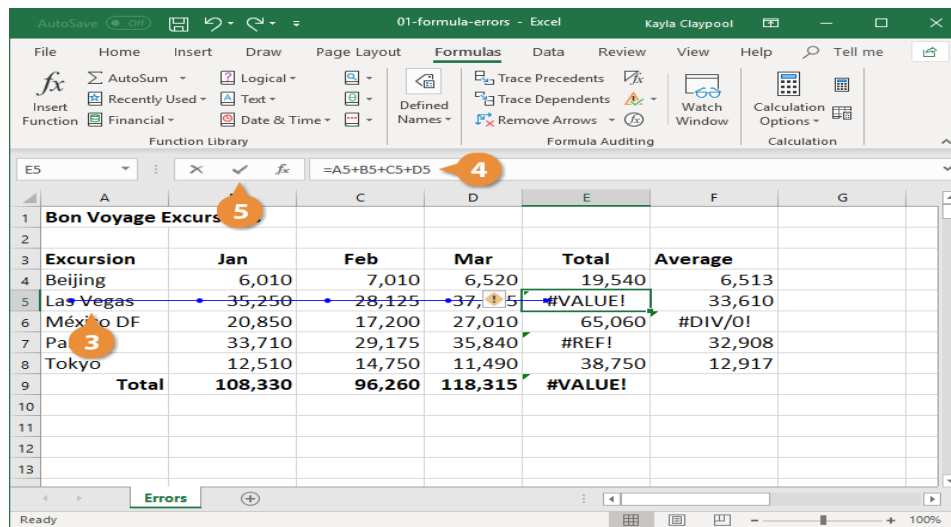 AutoSave Off 01-formula-errors - Excel Kayla Claypool
File Home Insert Draw Page Layout Formulas Data Review View Help Tell me
fx Insert Function
AutoSum Logical
Recently Used Text
Financial Date & Time
Function Library
Defined Names
Trace Precedents
Trace Dependents
Remove Arrows
Formula Auditing
Watch Window
Calculation Options
Calculation
E5 fx =A5+B5+C5+D5 4
5
A C D E F G
1 Bon Voyage
2
3 Excursion Jan Feb Mar Total Average
4 Beijing 6,010 7,010 6,520 19,540 6,513
5 Las Vegas 35,250 28,125 #VALUE! 33,610
6 México DF 20,850 17,200 27,010 65,060 #DIV/0!
7 3 33,710 29,175 35,840 #REF! 32,908
8 Tokyo 12,510 14,750 11,490 38,750 12,917
9 Total 108,330 96,260 118,315 #VALUE!
10
11
12
13
Errors
Ready 100%